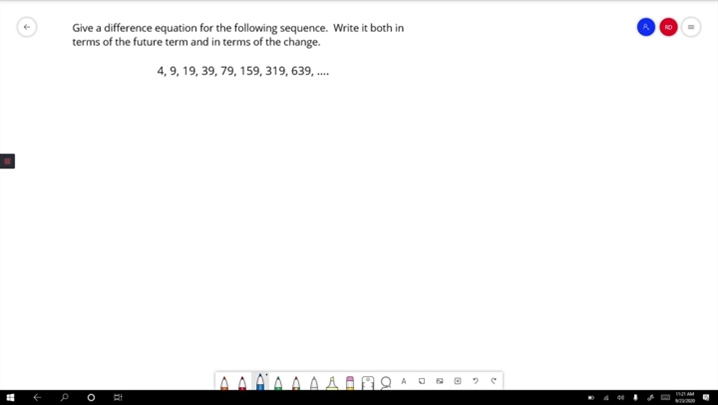 Give a difference equation for the following sequence.  Write it both in
terms of the future term and in terms of the change.
4, 9, 19, 39, 79, 159, 319, 639, ....
RD
A
11:21 AM
9/23/2020